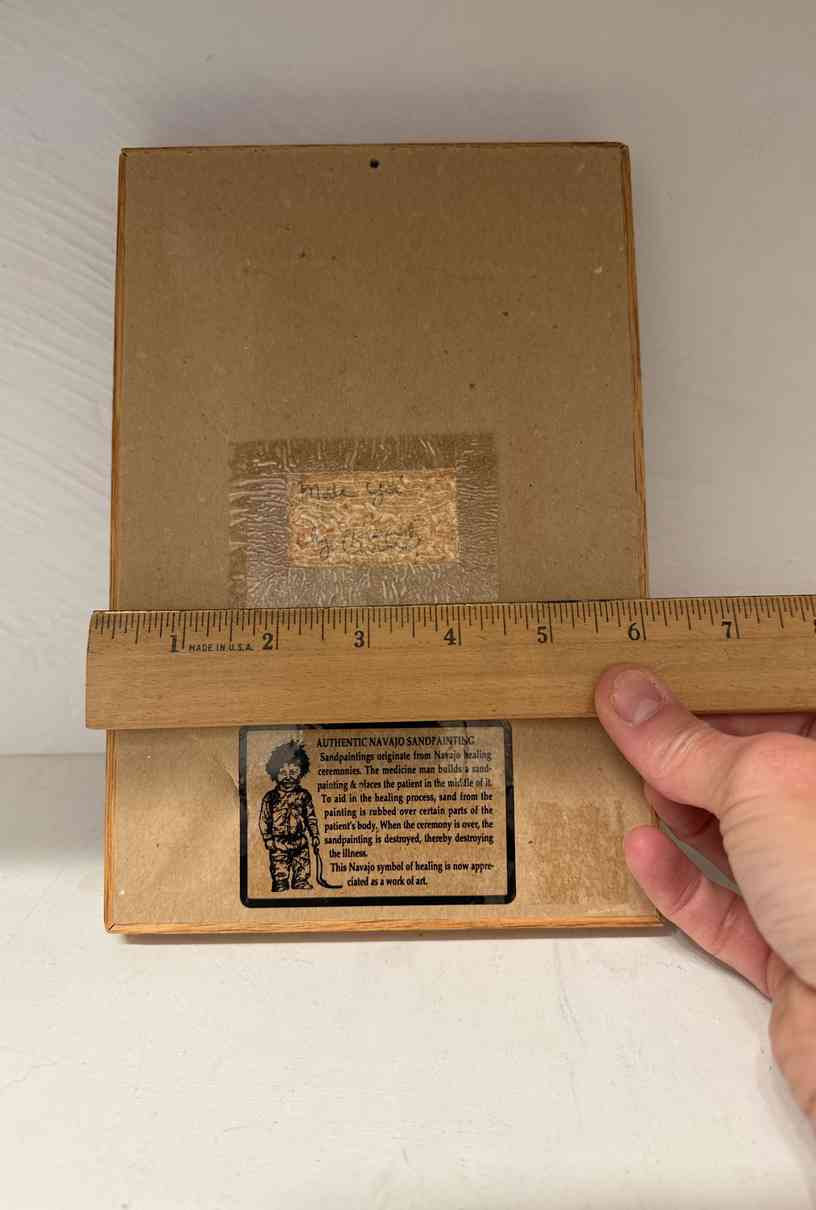 Male Yei
by
1 2 3 4 5 6 7 8
MADE IN U.S.A.
AUTHENTIC NAVAJO SANDPAINTING
Sandpaintings originate from Navajo healing
ceremonies. The medicine man builds a sand-
painting & places the patient in the middle of it.
To aid in the healing process, sand from the
painting is rubbed over certain parts of the
patient's body. When the ceremony is over, the
sandpainting is destroyed, thereby destroying
the illness.
This Navajo symbol of healing is now appre-
ciated as a work of art.